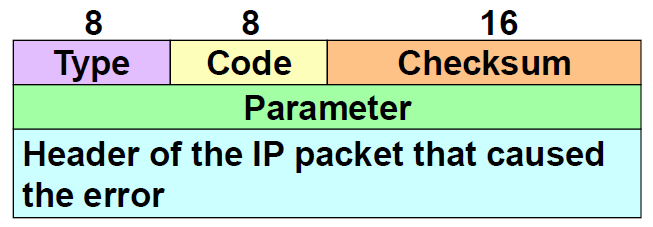 8 8 16
Type Code Checksum
Parameter
Header of the IP packet that caused
the error